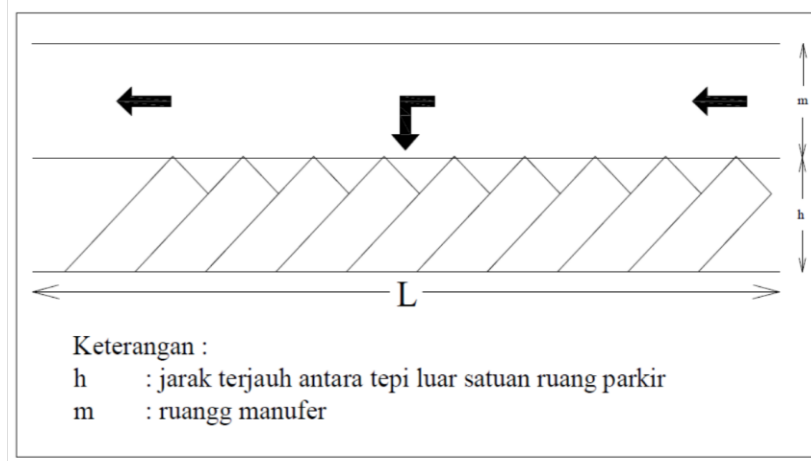 m
h
L
Keterangan :
h : jarak terjauh antara tepi luar satuan ruang parkir
m : ruangg manufer